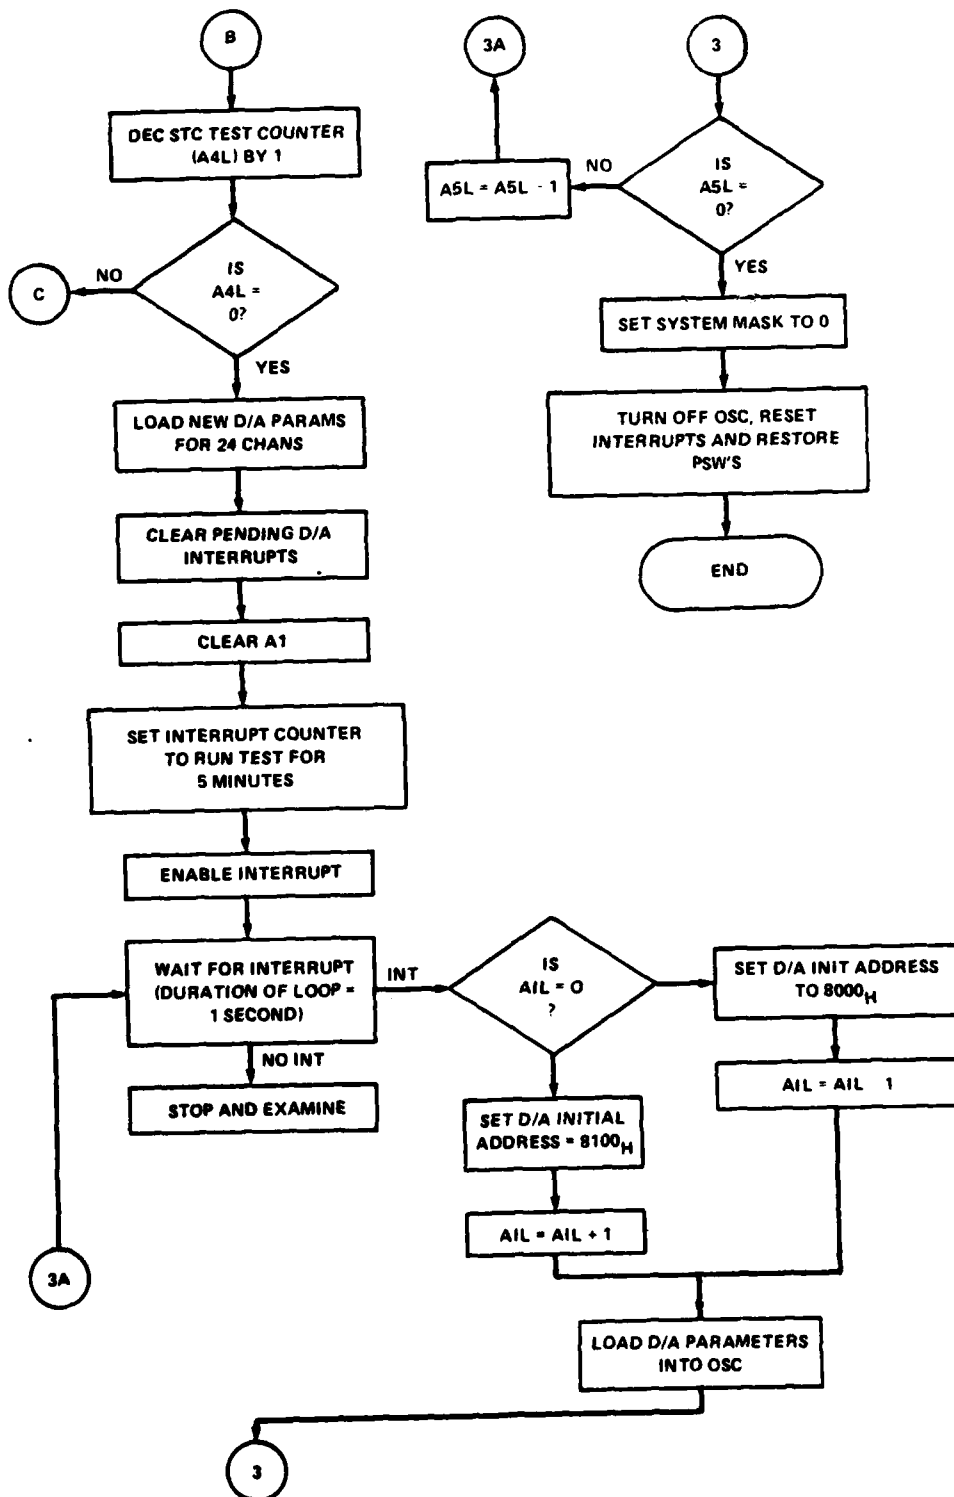 B
DEC STC TEST COUNTER
(A4L) BY 1
IS
A4L =
0?
NO
C
YES
LOAD NEW D/A PARAMS
FOR 24 CHANS
CLEAR PENDING D/A
INTERRUPTS
CLEAR A1
SET INTERRUPT COUNTER
TO RUN TEST FOR
5 MINUTES
ENABLE INTERRUPT
WAIT FOR INTERRUPT
(DURATION OF LOOP =
1 SECOND)
INT
NO INT
STOP AND EXAMINE
3A
IS
AIL = O
?
SET D/A INIT ADDRESS
TO 8000H
AIL = AIL 1
SET D/A INITIAL
ADDRESS = 8100H
AIL = AIL + 1
LOAD D/A PARAMETERS
INTO OSC
3
3A
A5L = A5L - 1
NO
3
IS
A5L =
0?
YES
SET SYSTEM MASK TO 0
TURN OFF OSC, RESET
INTERRUPTS AND RESTORE
PSW'S
END